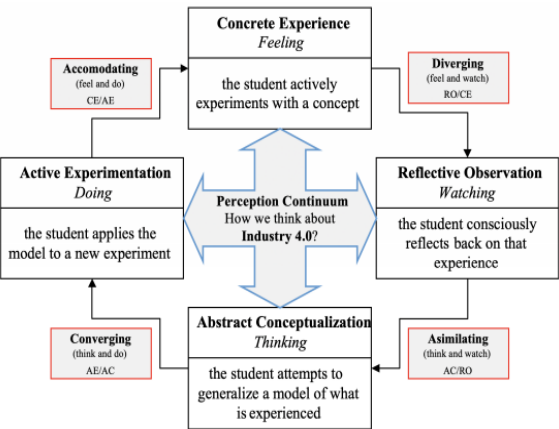 Concrete Experience
Feeling
the student actively
experiments with a concept
Accomodating
(feel and do)
CE/AE
Diverging
(feel and watch)
RO/CE
Active Experimentation
Doing
the student applies the
model to a new experiment
Perception Continuum
How we think about
Industry 4.0?
Reflective Observation
Watching
the student consciously
reflects back on that
experience
Converging
(think and do)
AE/AC
Abstract Conceptualization
Thinking
the student attempts to
generalize a model of what
is experienced
Asimilating
(think and watch)
AC/RO